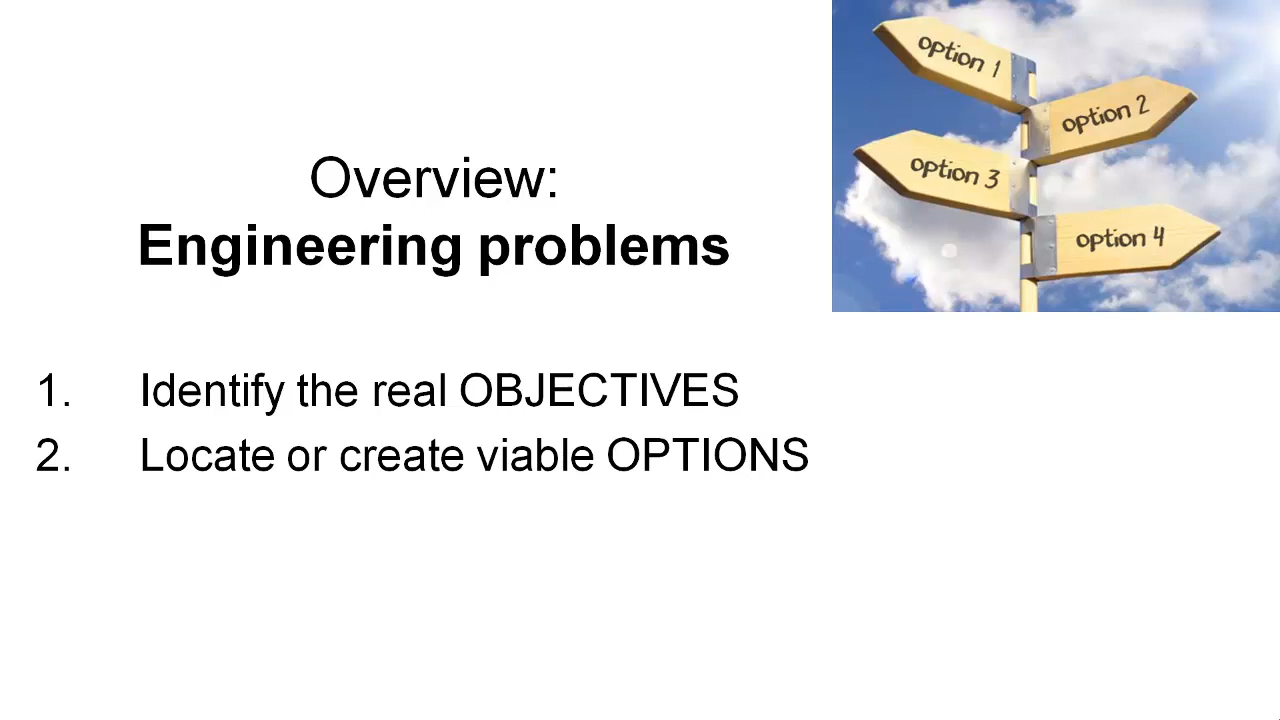 Overview:
Engineering problems
1. Identify the real OBJECTIVES
2. Locate or create viable OPTIONS
option 1
option 2
option 3
option 4